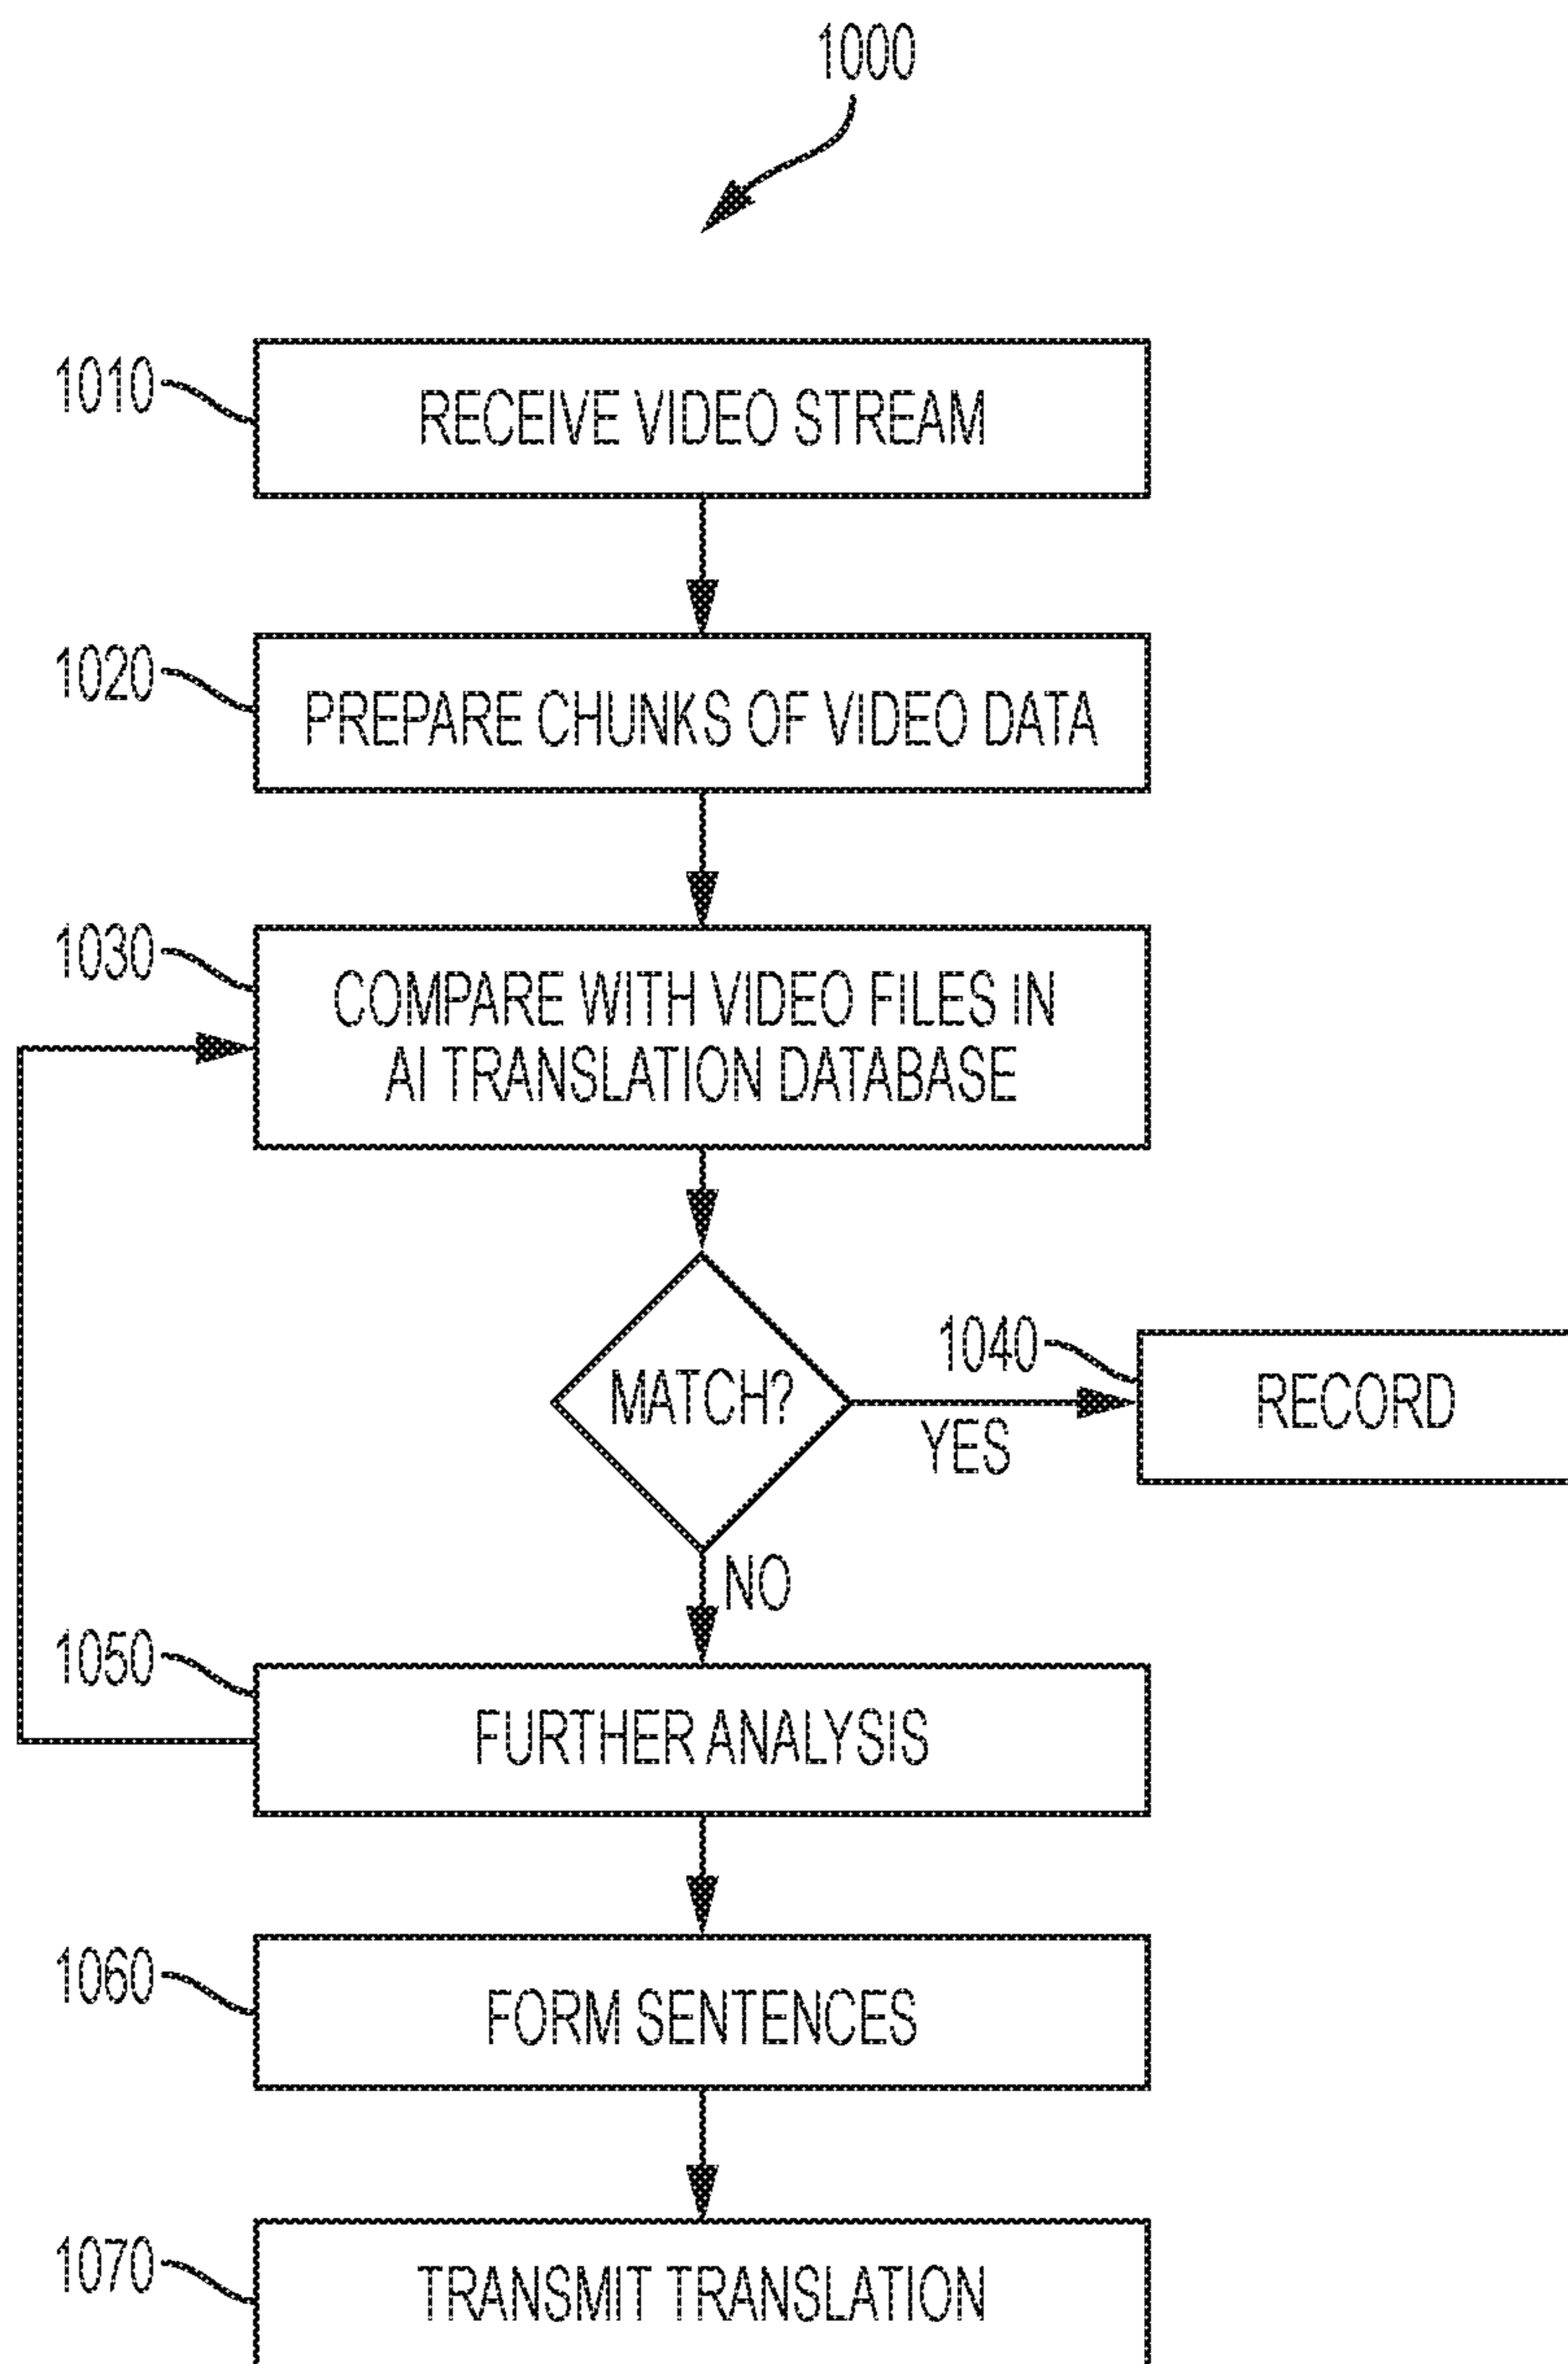 1000
1010
RECEIVE VIDEO STREAM
1020
PREPARE CHUNKS OF VIDEO DATA
1030
COMPARE WITH VIDEO FILES IN
AI TRANSLATION DATABASE
MATCH?
YES
1040
RECORD
NO
1050
FURTHER ANALYSIS
1060
FORM SENTENCES
1070
TRANSMIT TRANSLATION